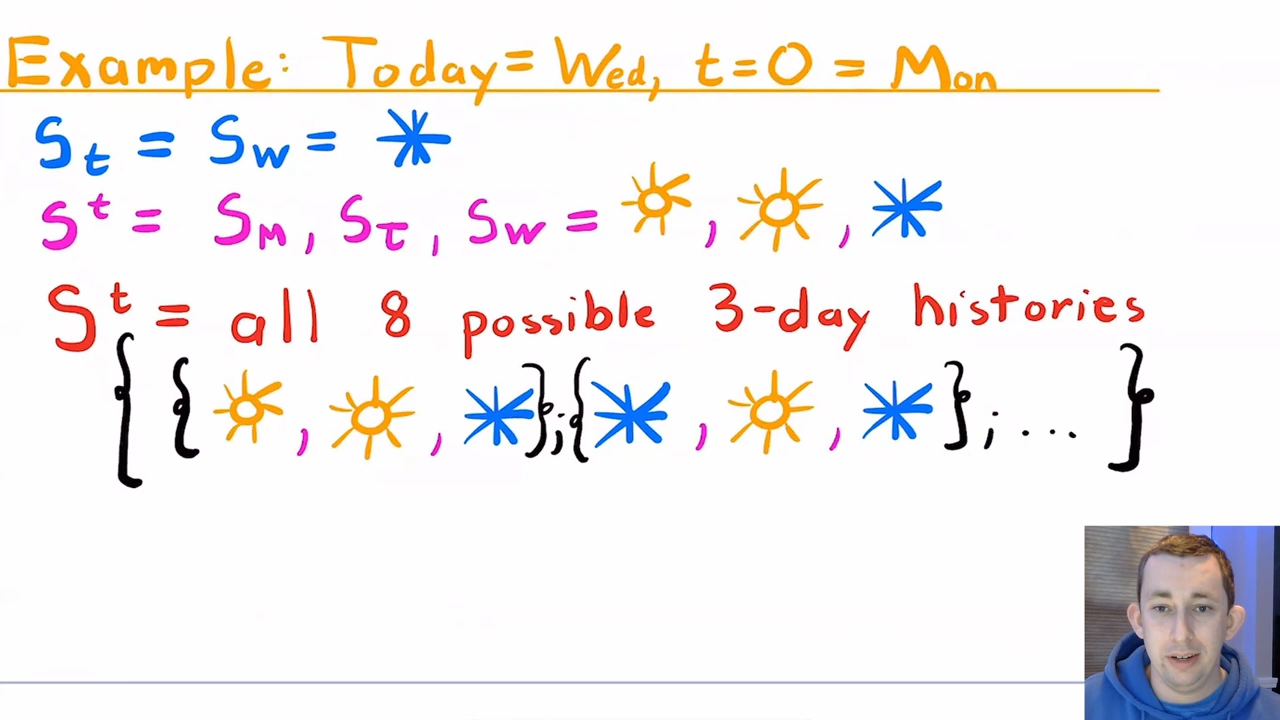 Example: Today = Wed, t=0 = Mon
s_t = s_w =
s^t = s_M, s_T, s_w = , ,
S^t = all 8 possible 3-day histories
{ { , , }; { , , }; ... }